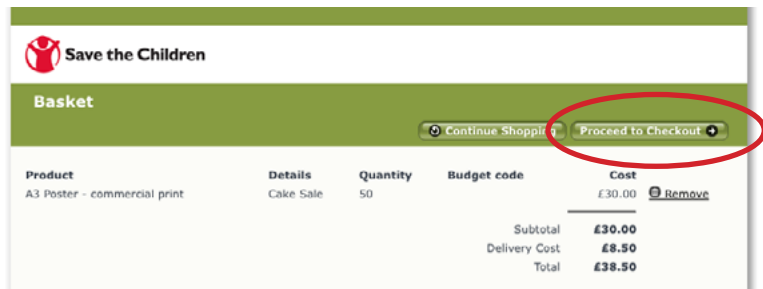 Save the Children
Basket
Continue Shopping Proceed to Checkout
Product Details Quantity Budget code Cost
A3 Poster - commercial print Cake Sale 50 £30.00 Remove
Subtotal £30.00
Delivery Cost £8.50
Total £38.50